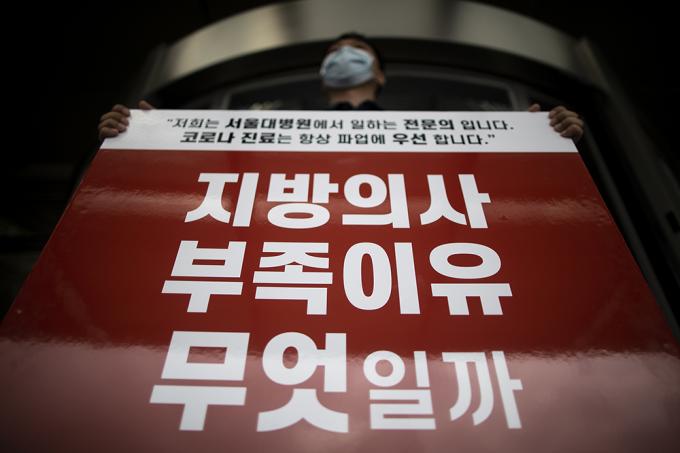 "저희는 서울대병원에서 일하는 전문의 입니다.
코로나 진료는 항상 파업에 우선 합니다."
지방의사
부족이유
무엇일까